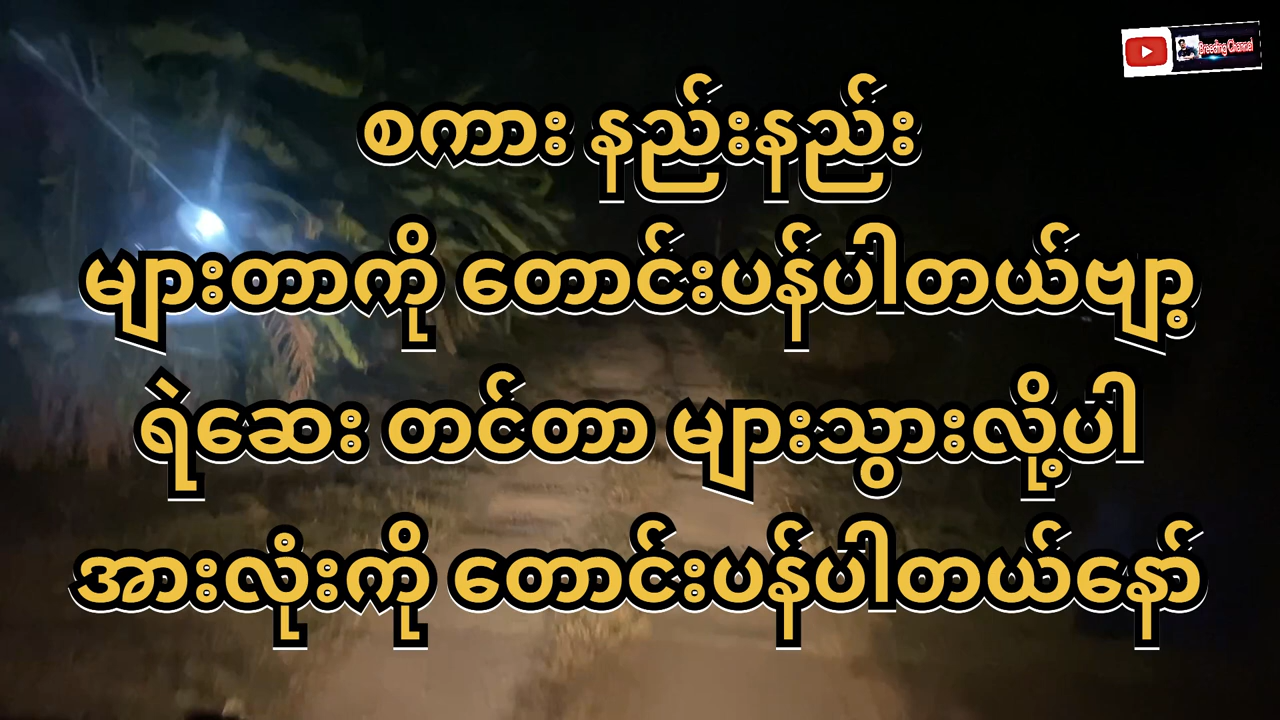 Breeding Channel
စကား နည်းနည်း
များတာကို တောင်းပန်ပါတယ်ဗျာ့
ရဲဆေး တင်တာ များသွားလို့ပါ
အားလုံးကို တောင်းပန်ပါတယ်နော်